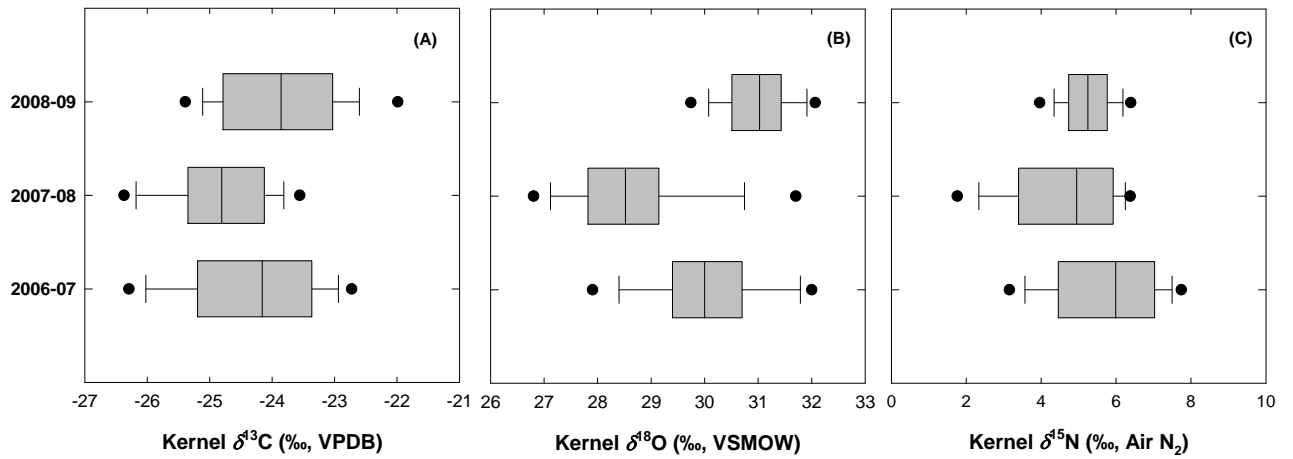 (A)
(B)
(C)
2008-09
2007-08
2006-07
-27 -26 -25 -24 -23 -22 -21
26 27 28 29 30 31 32 33
0 2 4 6 8 10
Kernel δ¹³C (‰, VPDB)
Kernel δ¹⁸O (‰, VSMOW)
Kernel δ¹⁵N (‰, Air N₂)